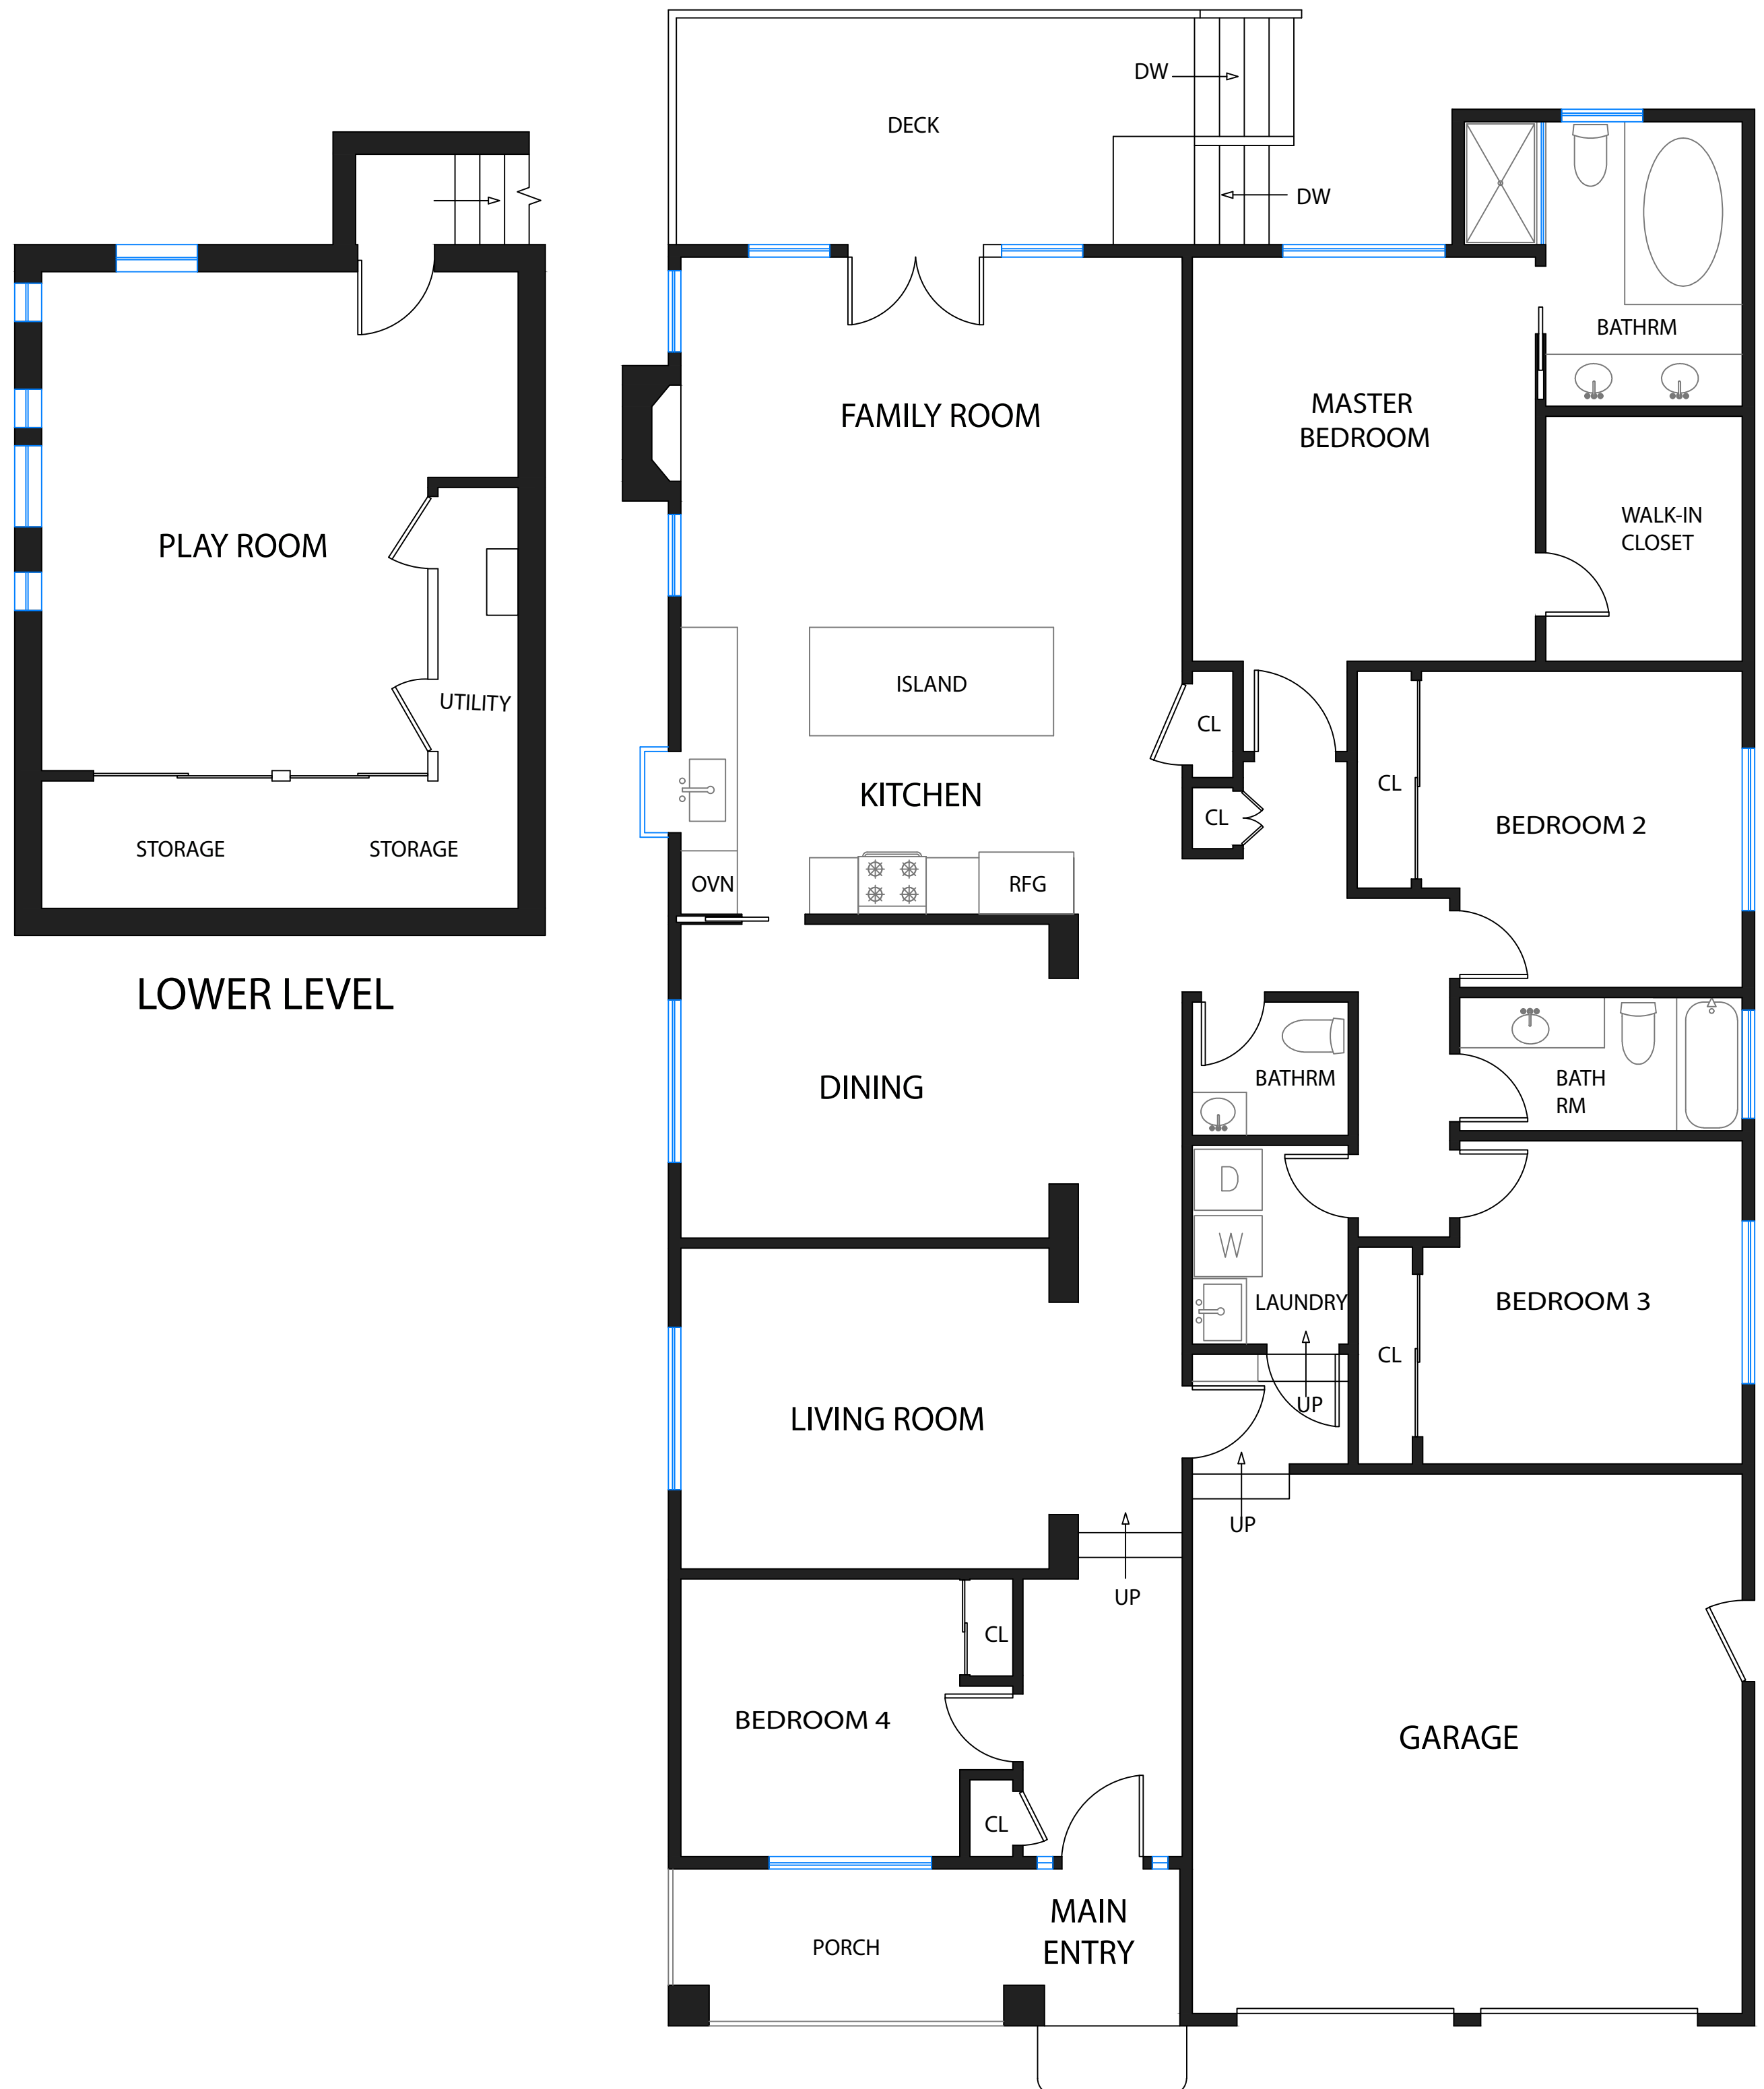 DW
DECK
DW
BATHRM
FAMILY ROOM
MASTER
BEDROOM
WALK-IN
CLOSET
PLAY ROOM
UTILITY
STORAGE
STORAGE
LOWER LEVEL
ISLAND
CL
KITCHEN
CL
CL
BEDROOM 2
OVN
RFG
DINING
BATHRM
BATH
RM
D
W
LAUNDRY
BEDROOM 3
CL
UP
LIVING ROOM
UP
UP
CL
BEDROOM 4
GARAGE
CL
MAIN
ENTRY
PORCH